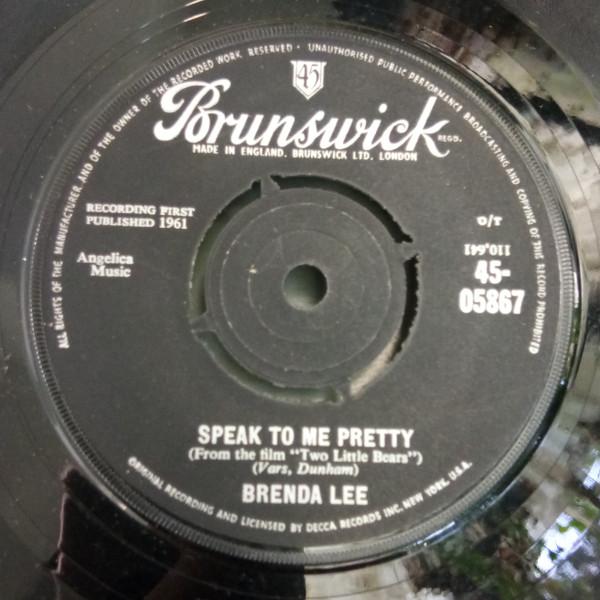 ALL RIGHTS OF THE MANUFACTURER AND OF THE OWNER OF THE RECORDED WORK RESERVED · UNAUTHORISED PUBLIC PERFORMANCE BROADCASTING AND COPYING OF THE RECORD PROHIBITED
45
Brunswick REGD.
MADE IN ENGLAND. BRUNSWICK LTD. LONDON
RECORDING FIRST
PUBLISHED 1961
O/T
Angelica
Music
110,641
45-
05867
SPEAK TO ME PRETTY
(From the film "Two Little Bears")
(Vars, Dunham)
BRENDA LEE
ORIGINAL RECORDING AND LICENSED BY DECCA RECORDS INC. NEW YORK, U.S.A.